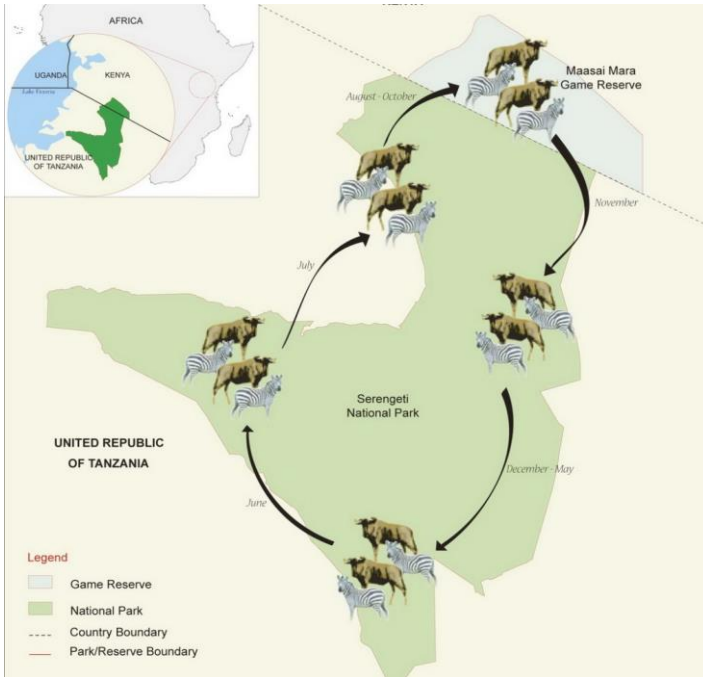 AFRICA
UGANDA
KENYA
Lake Victoria
UNITED REPUBLIC
OF TANZANIA
Maasai Mara
Game Reserve
August - October
November
July
Serengeti
National Park
UNITED REPUBLIC
OF TANZANIA
December - May
June
Legend
Game Reserve
National Park
Country Boundary
Park/Reserve Boundary